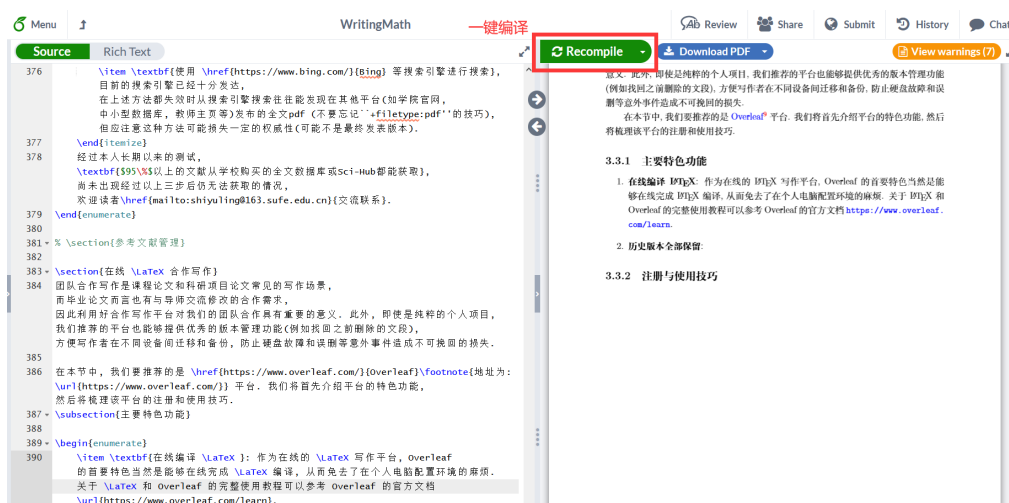 Menu
WritingMath
一键编译
Review
Share
Submit
History
Chat
Source
Rich Text
Recompile
Download PDF
View warnings (7)
376 \item \textbf{使用 \href{https://www.bing.com/}{Bing} 等搜索引擎进行搜索},
目前的搜索引擎已经十分发达,
在上述方法都失效时从搜索引擎搜索往往能发现在其他平台(如学院官网,
中小型数据库, 教师主页等)发布的全文pdf (不要忘记``+filetype:pdf''的技巧),
但应注意这种方法可能损失一定的权威性(可能不是最终发表版本).
377 \end{itemize}
378 经过本人长期以来的测试,
\textbf{$95\%$以上的文献从学校购买的全文数据库或Sci-Hub都能获取},
尚未出现经过以上三步后仍无法获取的情况,
欢迎读者\href{mailto:shiyuling@163.sufe.edu.cn}{交流联系}.
379 \end{enumerate}
380
381 % \section{参考文献管理}
382
383 \section{在线 \LaTeX 合作写作}
384 团队合作写作是课程论文和科研项目论文常见的写作场景,
而毕业论文而言也有与导师交流修改的合作需求,
因此利用好合作写作平台对我们的团队合作具有重要的意义. 此外, 即使是纯粹的个人项目,
我们推荐的平台也能够提供优秀的版本管理功能(例如找回之前删除的文段),
方便写作者在不同设备间迁移和备份, 防止硬盘故障和误删等意外事件造成不可挽回的损失.
385
386 在本节中, 我们要推荐的是 \href{https://www.overleaf.com/}{Overleaf}\footnote{地址为:
\url{https://www.overleaf.com/}} 平台. 我们将首先介绍平台的特色功能,
然后将梳理该平台的注册和使用技巧.
387 \subsection{主要特色功能}
388
389 \begin{enumerate}
390 \item \textbf{在线编译 \LaTeX }: 作为在线的 \LaTeX 写作平台, Overleaf
的首要特色当然是能够在线完成 \LaTeX 编译, 从而免去了在个人电脑配置环境的麻烦.
关于 \LaTeX 和 Overleaf 的完整使用教程可以参考 Overleaf 的官方文档
\url{https://www.overleaf.com/learn}.
意义. 此外, 即使是纯粹的个人项目, 我们推荐的平台也能够提供优秀的版本管理功能
(例如找回之前删除的文段), 方便写作者在不同设备间迁移和备份, 防止硬盘故障和误
删等意外事件造成不可挽回的损失.
在本节中, 我们要推荐的是 Overleaf 平台. 我们将首先介绍平台的特色功能, 然后
将梳理该平台的注册和使用技巧.
3.3.1 主要特色功能
1. 在线编译 LaTeX: 作为在线的 LaTeX 写作平台, Overleaf 的首要特色当然是能
够在线完成 LaTeX 编译, 从而免去了在个人电脑配置环境的麻烦. 关于 LaTeX 和
Overleaf 的完整使用教程可以参考 Overleaf 的官方文档 https://www.overleaf.
com/learn.
2. 历史版本全部保留:
3.3.2 注册与使用技巧